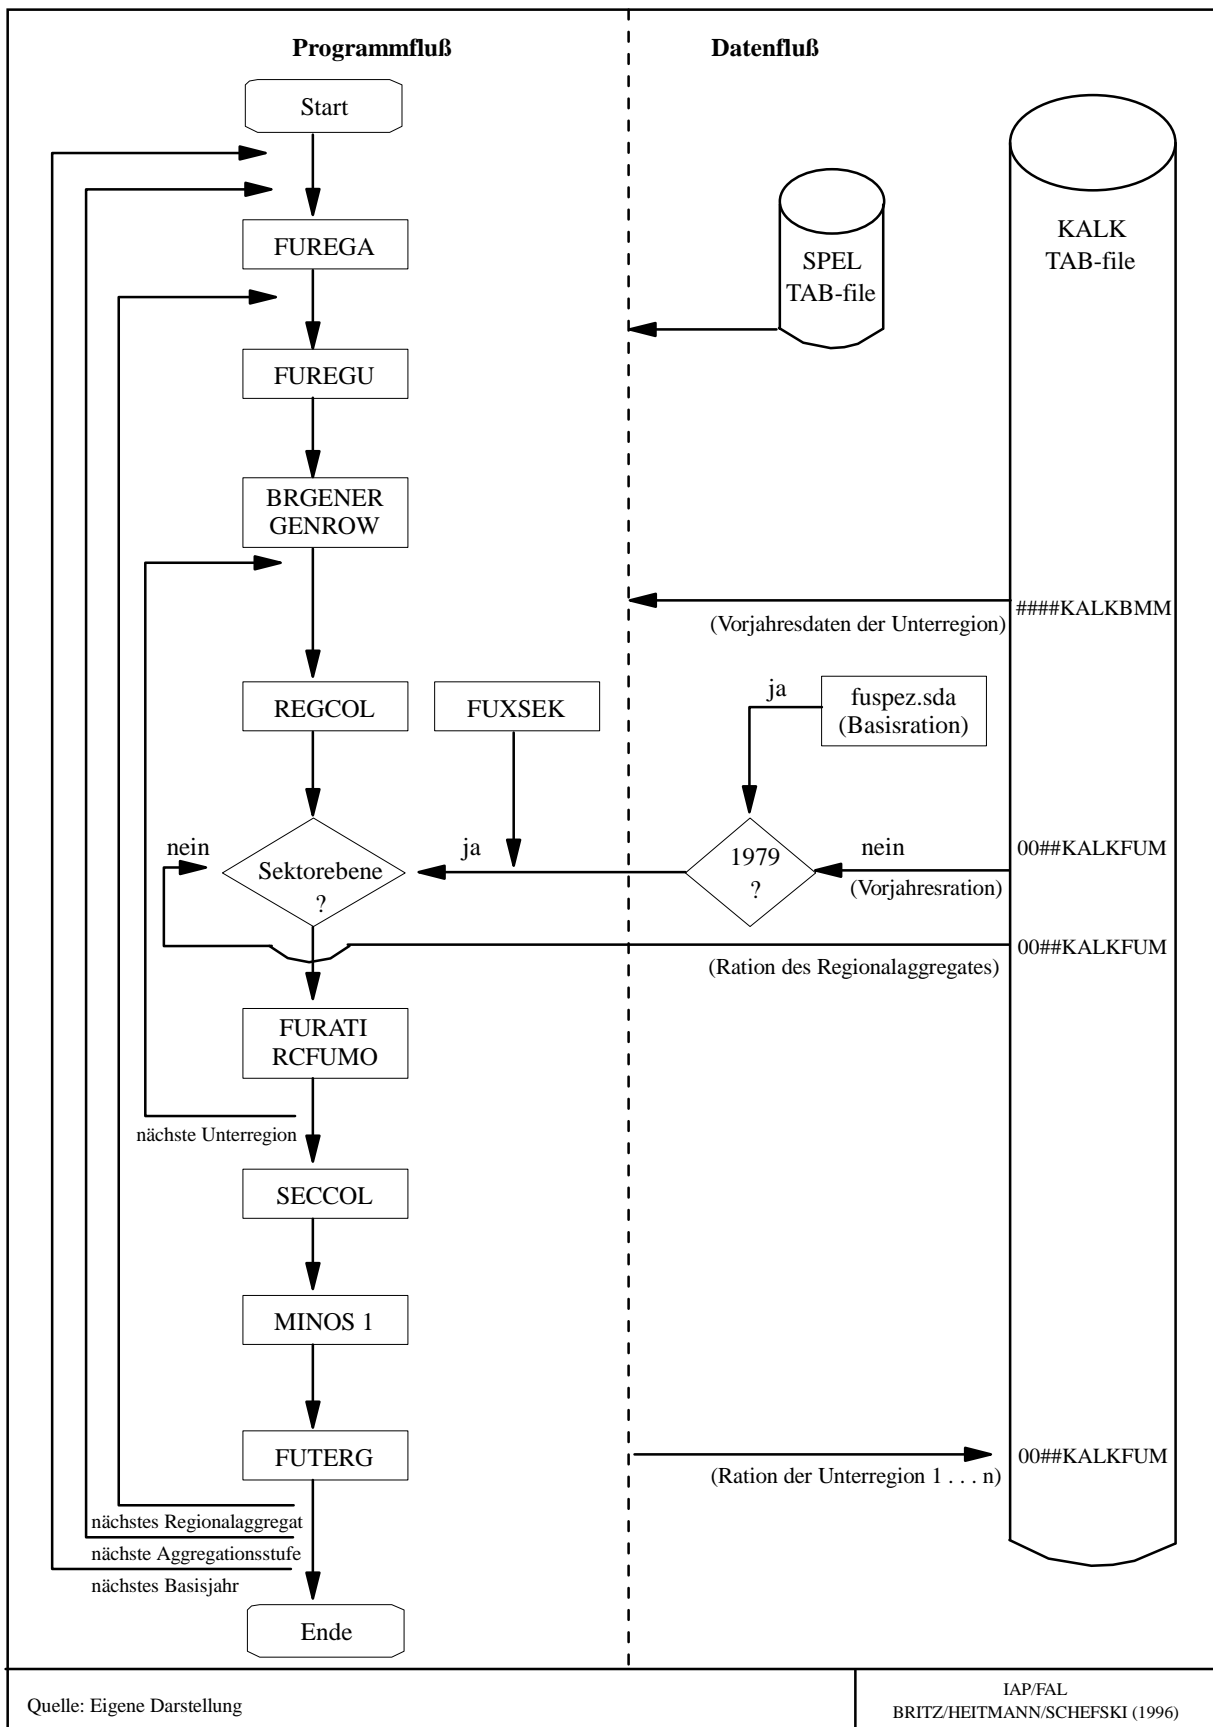 Programmfluß
Datenfluß
Start
FUREGA
KALK
TAB-file
SPEL
TAB-file
FUREGU
BRGENER
GENROW
####KALKBMM
(Vorjahresdaten der Unterregion)
REGCOL
FUXSEK
ja
fuspez.sda
(Basisration)
nein
Sektorebene
?
ja
1979
?
nein
(Vorjahresration)
00##KALKFUM
00##KALKFUM
(Ration des Regionalaggregates)
FURATI
RCFUMO
nächste Unterregion
SECCOL
MINOS 1
FUTERG
00##KALKFUM
(Ration der Unterregion 1 . . . n)
nächstes Regionalaggregat
nächste Aggregationsstufe
nächstes Basisjahr
Ende
Quelle: Eigene Darstellung
IAP/FAL
BRITZ/HEITMANN/SCHEFSKI (1996)